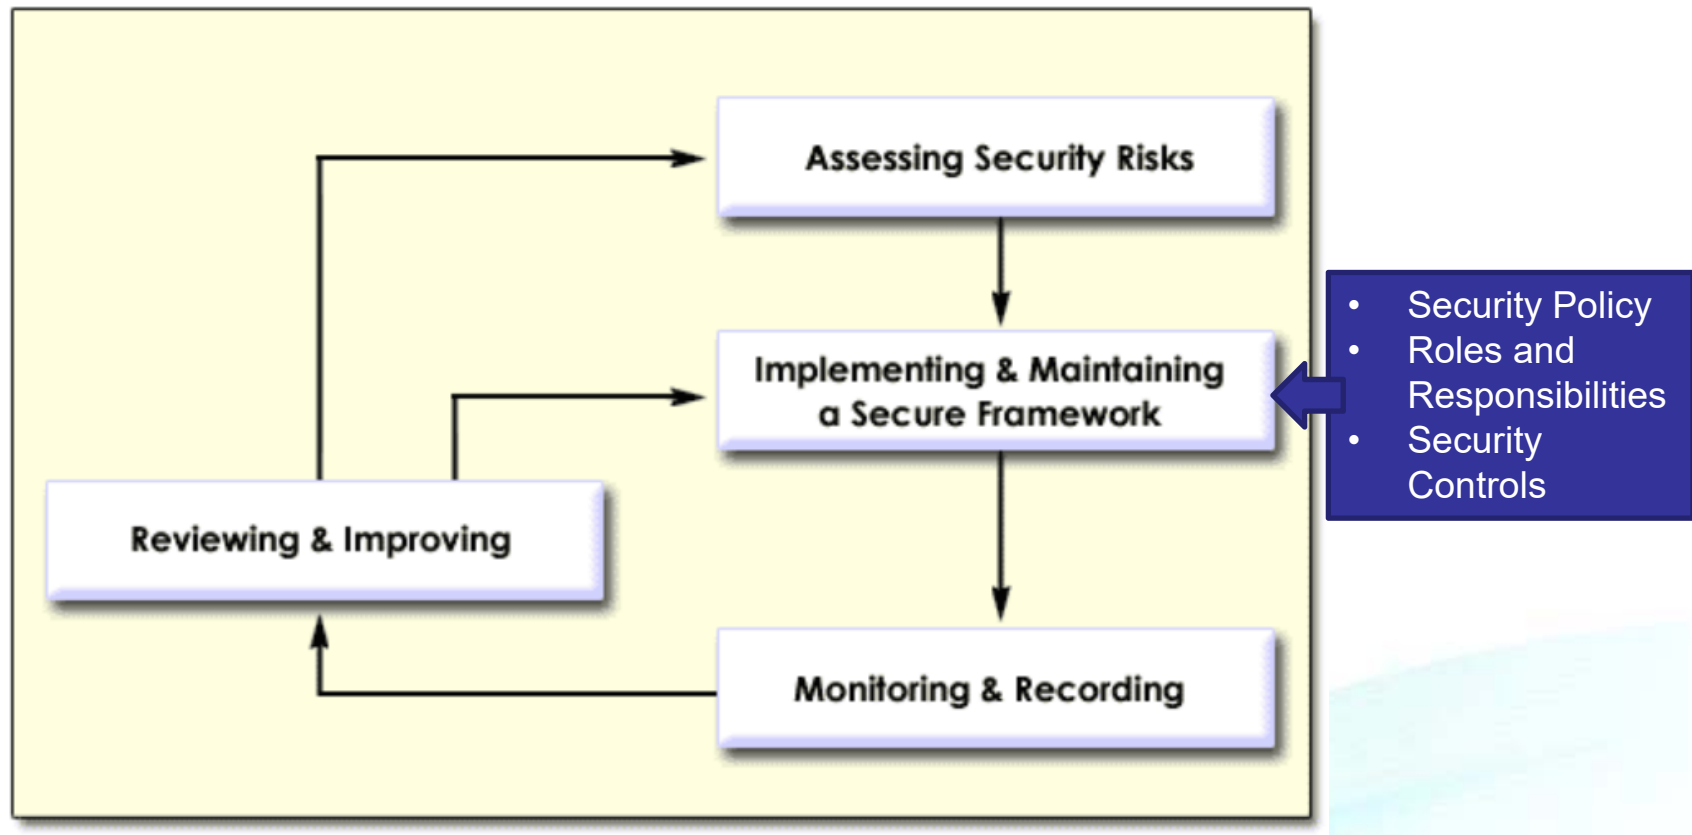 Assessing Security Risks
Implementing & Maintaining
a Secure Framework
• Security Policy
• Roles and
Responsibilities
• Security
Controls
Reviewing & Improving
Monitoring & Recording